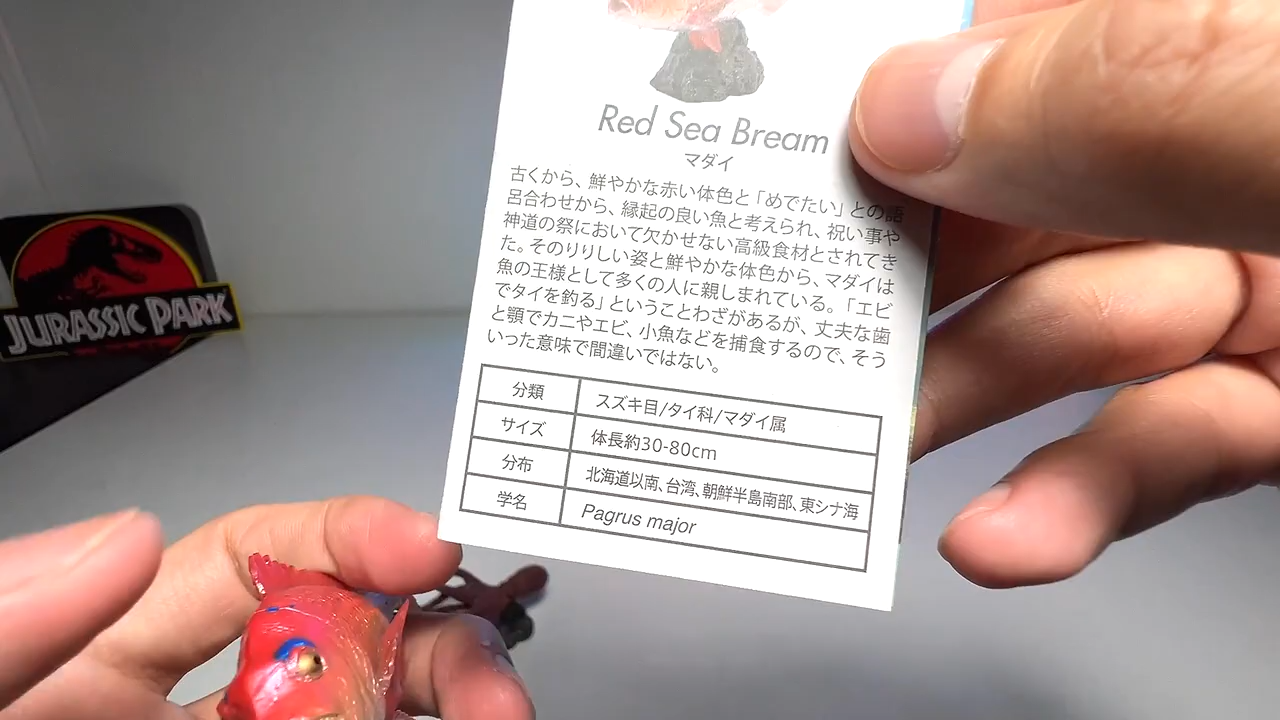 JURASSIC PARK
Red Sea Bream
マダイ
古くから、鮮やかな赤い体色と「めでたい」との語
呂合わせから、縁起の良い魚と考えられ、祝い事や
神道の祭において欠かせない高級食材とされてき
た。そのりりしい姿と鮮やかな体色から、マダイは
魚の王様として多くの人に親しまれている。「エビ
でタイを釣る」ということわざがあるが、丈夫な歯
と顎でカニやエビ、小魚などを捕食するので、そう
いった意味で間違いではない。
分類 スズキ目/タイ科/マダイ属
サイズ 体長約30-80cm
分布 北海道以南、台湾、朝鮮半島南部、東シナ海
学名 Pagrus major